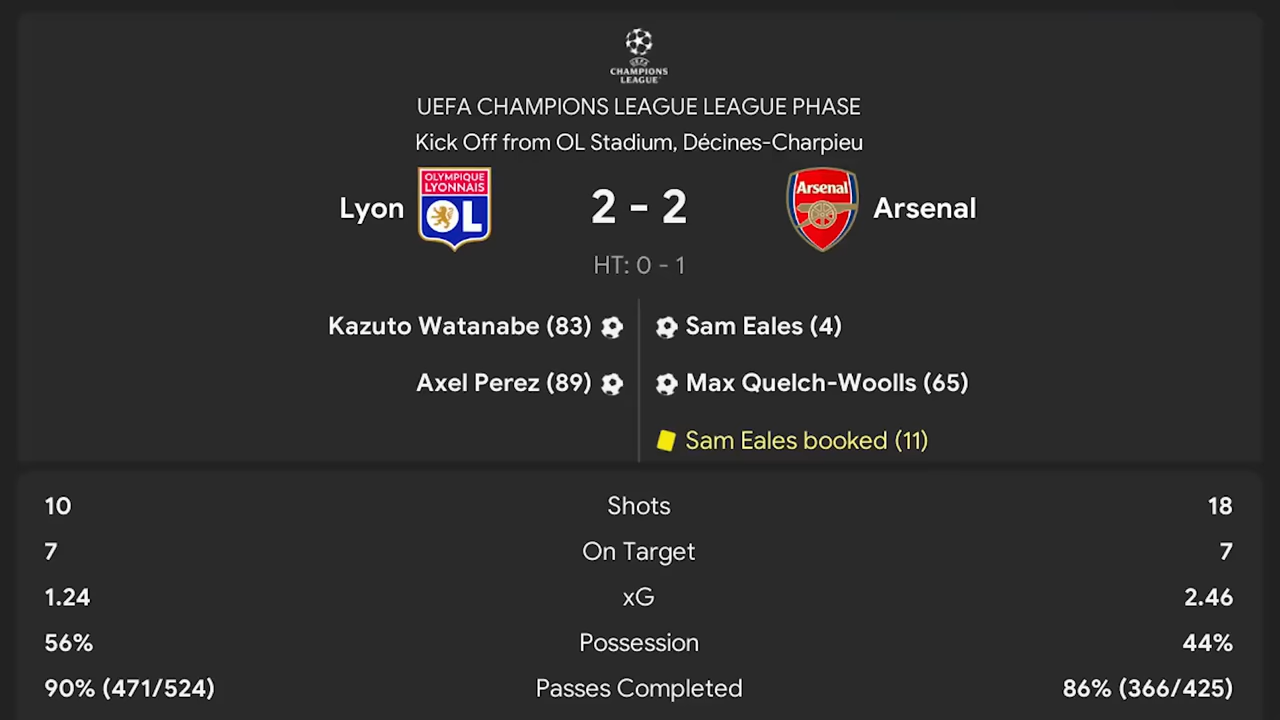 UEFA
CHAMPIONS
LEAGUE
UEFA CHAMPIONS LEAGUE LEAGUE PHASE
Kick Off from OL Stadium, Décines-Charpieu
Lyon OLYMPIQUE LYONNAIS OL 2 - 2 Arsenal Arsenal
HT: 0 - 1
Kazuto Watanabe (83) Sam Eales (4)
Axel Perez (89) Max Quelch-Woolls (65)
Sam Eales booked (11)
10 Shots 18
7 On Target 7
1.24 xG 2.46
56% Possession 44%
90% (471/524) Passes Completed 86% (366/425)